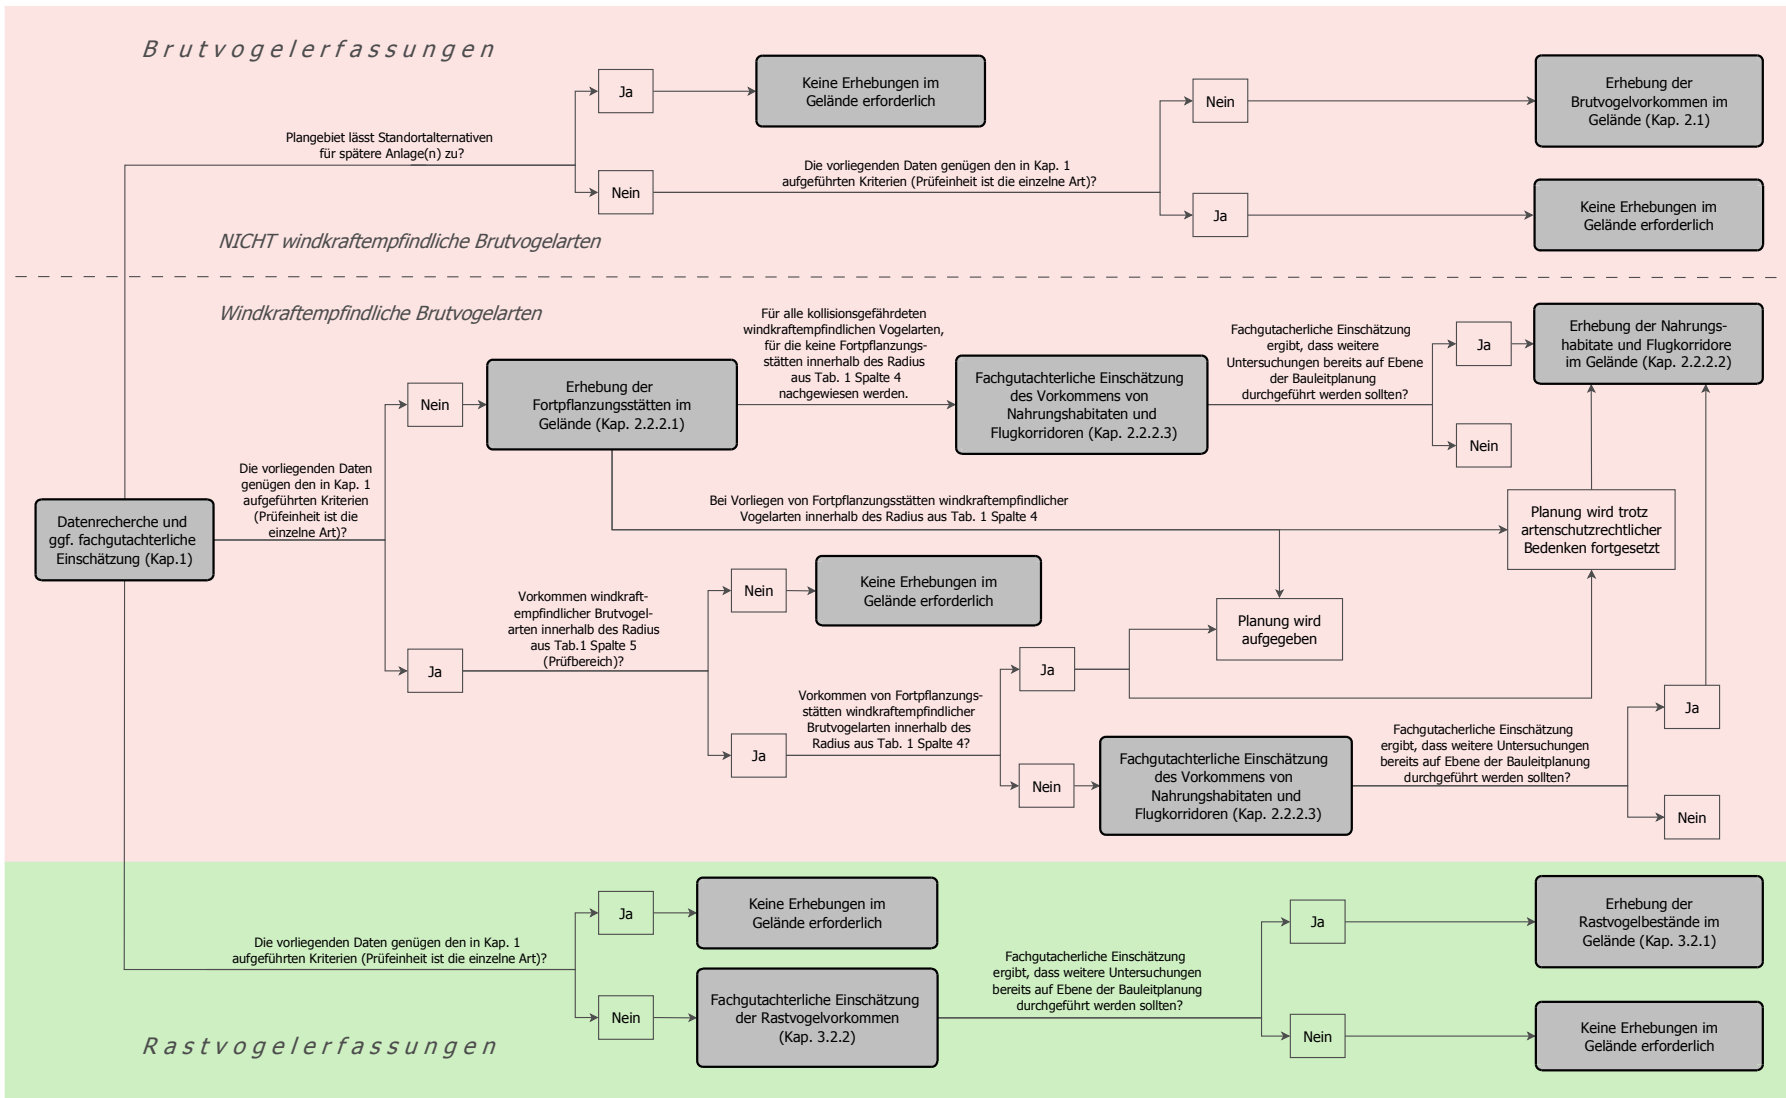 Brutvogelerfassungen
Ja
Keine Erhebungen im
Gelände erforderlich
Nein
Erhebung der
Brutvogelvorkommen im
Gelände (Kap. 2.1)
Plangebiet lässt Standortalternativen
für spätere Anlage(n) zu?
Nein
Die vorliegenden Daten genügen den in Kap. 1
aufgeführten Kriterien (Prüfeinheit ist die einzelne Art)?
Ja
Keine Erhebungen im
Gelände erforderlich
NICHT windkraftempfindliche Brutvogelarten
Windkraftempfindliche Brutvogelarten
Für alle kollisionsgefährdeten
windkraftempfindlichen Vogelarten,
für die keine Fortpflanzungs-
stätten innerhalb des Radius
aus Tab. 1 Spalte 4
nachgewiesen werden.
Fachgutacherliche Einschätzung
ergibt, dass weitere
Untersuchungen bereits auf Ebene
der Bauleitplanung
durchgeführt werden sollten?
Ja
Erhebung der Nahrungs-
habitate und Flugkorridore
im Gelände (Kap. 2.2.2.2)
Nein
Erhebung der
Fortpflanzungsstätten im
Gelände (Kap. 2.2.2.1)
Fachgutachterliche Einschätzung
des Vorkommens von
Nahrungshabitaten und
Flugkorridoren (Kap. 2.2.2.3)
Nein
Die vorliegenden Daten
genügen den in Kap. 1
aufgeführten Kriterien
(Prüfeinheit ist die
einzelne Art)?
Datenrecherche und
ggf. fachgutachterliche
Einschätzung (Kap.1)
Bei Vorliegen von Fortpflanzungsstätten windkraftempfindlicher
Vogelarten innerhalb des Radius aus Tab. 1 Spalte 4
Planung wird trotz
artenschutzrechtlicher
Bedenken fortgesetzt
Vorkommen windkraft-
empfindlicher Brutvogel-
arten innerhalb des Radius
aus Tab.1 Spalte 5
(Prüfbereich)?
Nein
Keine Erhebungen im
Gelände erforderlich
Planung wird
aufgegeben
Ja
Ja
Vorkommen von Fortpflanzungs-
stätten windkraftempfindlicher
Brutvogelarten innerhalb des
Radius aus Tab. 1 Spalte 4?
Ja
Nein
Fachgutachterliche Einschätzung
des Vorkommens von
Nahrungshabitaten und
Flugkorridoren (Kap. 2.2.2.3)
Fachgutacherliche Einschätzung
ergibt, dass weitere Untersuchungen
bereits auf Ebene der Bauleitplanung
durchgeführt werden sollten?
Ja
Nein
Ja
Keine Erhebungen im
Gelände erforderlich
Die vorliegenden Daten genügen den in Kap. 1
aufgeführten Kriterien (Prüfeinheit ist die einzelne Art)?
Nein
Fachgutachterliche Einschätzung
der Rastvogelvorkommen
(Kap. 3.2.2)
Fachgutacherliche Einschätzung
ergibt, dass weitere Untersuchungen
bereits auf Ebene der Bauleitplanung
durchgeführt werden sollten?
Ja
Erhebung der
Rastvogelbestände im
Gelände (Kap. 3.2.1)
Nein
Keine Erhebungen im
Gelände erforderlich
Rastvogelerfassungen